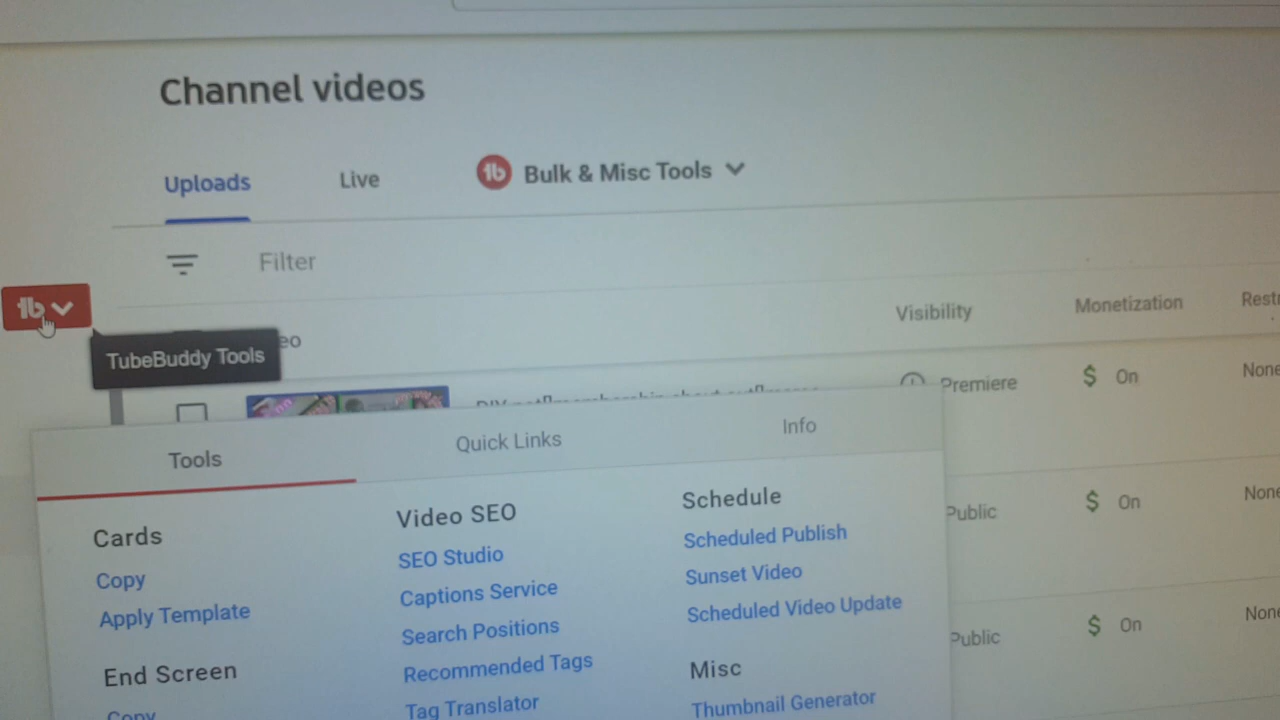 Channel videos
Uploads
Live
Bulk & Misc Tools
Filter
Visibility
Monetization
TubeBuddy Tools
Premiere
On
None
Tools
Quick Links
Info
Cards
Copy
Apply Template
End Screen
Copy
Video SEO
SEO Studio
Captions Service
Search Positions
Recommended Tags
Tag Translator
Schedule
Scheduled Publish
Sunset Video
Scheduled Video Update
Misc
Thumbnail Generator
Public
$ On
None
Public
$ On
None